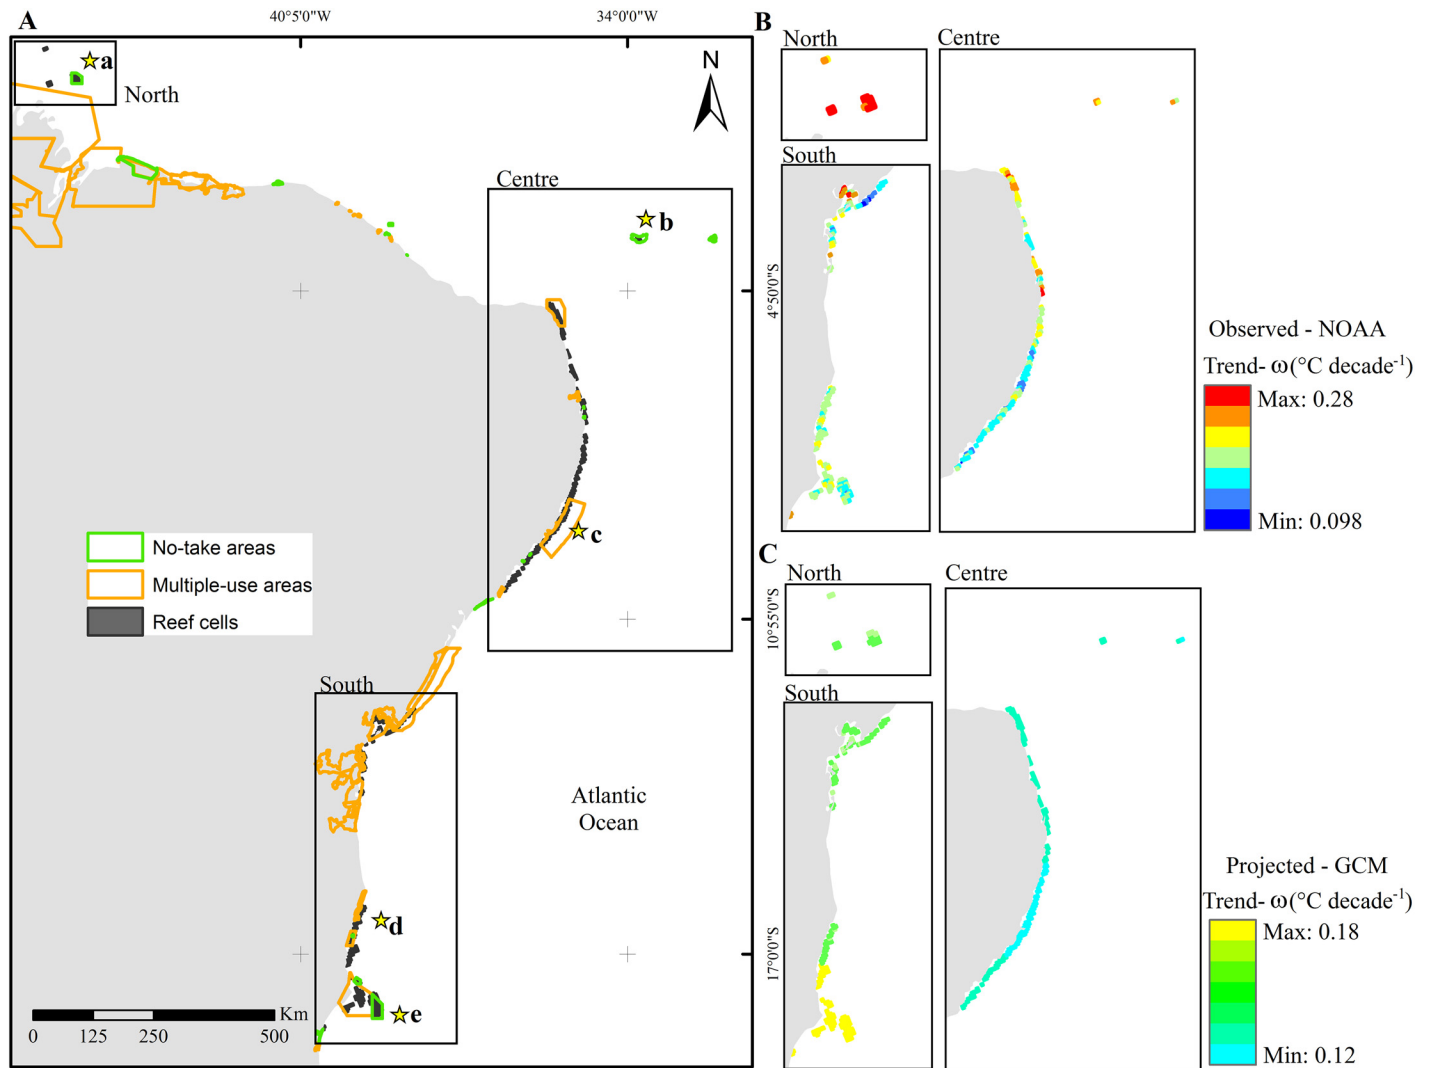 A
40°5'0"W
34°0'0"W
B
a
North
N
Centre
b
c
No-take areas
Multiple-use areas
Reef cells
South
Atlantic
Ocean
d
e
Km
0 125 250 500
North
Centre
South
4°50'0"S
Observed - NOAA
Trend- ω(°C decade-1)
Max: 0.28
Min: 0.098
C
North
Centre
10°55'0"S
South
17°0'0"S
Projected - GCM
Trend- ω(°C decade-1)
Max: 0.18
Min: 0.12